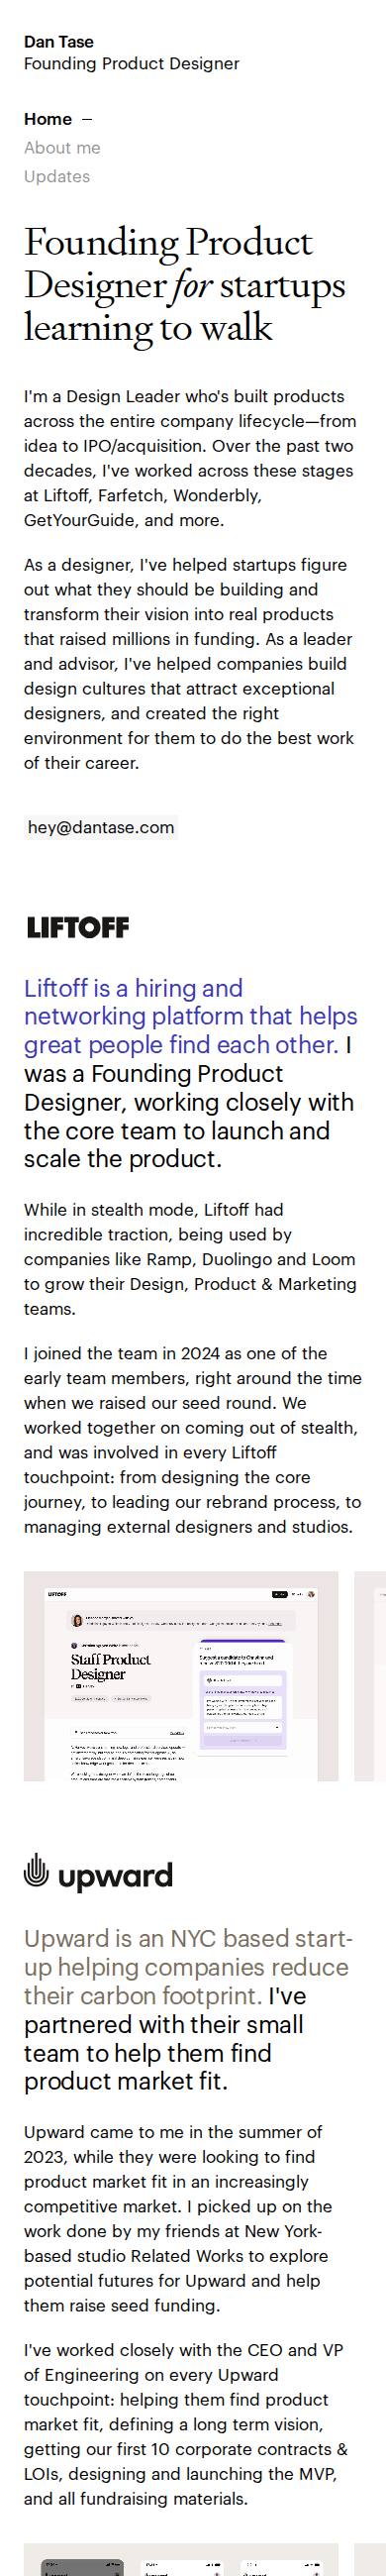 Dan Tase
Founding Product Designer
Home –
About me
Updates
Founding Product
Designer for startups
learning to walk
I'm a Design Leader who's built products
across the entire company lifecycle—from
idea to IPO/acquisition. Over the past two
decades, I've worked across these stages
at Liftoff, Farfetch, Wonderbly,
GetYourGuide, and more.
As a designer, I've helped startups figure
out what they should be building and
transform their vision into real products
that raised millions in funding. As a leader
and advisor, I've helped companies build
design cultures that attract exceptional
designers, and created the right
environment for them to do the best work
of their career.
hey@dantase.com
LIFTOFF
Liftoff is a hiring and
networking platform that helps
great people find each other. I
was a Founding Product
Designer, working closely with
the core team to launch and
scale the product.
While in stealth mode, Liftoff had
incredible traction, being used by
companies like Ramp, Duolingo and Loom
to grow their Design, Product & Marketing
teams.
I joined the team in 2024 as one of the
early team members, right around the time
when we raised our seed round. We
worked together on coming out of stealth,
and was involved in every Liftoff
touchpoint: from designing the core
journey, to leading our rebrand process, to
managing external designers and studios.
LIFTOFF
Staff Product
Designer
upward
Upward is an NYC based start-
up helping companies reduce
their carbon footprint. I've
partnered with their small
team to help them find
product market fit.
Upward came to me in the summer of
2023, while they were looking to find
product market fit in an increasingly
competitive market. I picked up on the
work done by my friends at New York-
based studio Related Works to explore
potential futures for Upward and help
them raise seed funding.
I've worked closely with the CEO and VP
of Engineering on every Upward
touchpoint: helping them find product
market fit, defining a long term vision,
getting our first 10 corporate contracts &
LOIs, designing and launching the MVP,
and all fundraising materials.